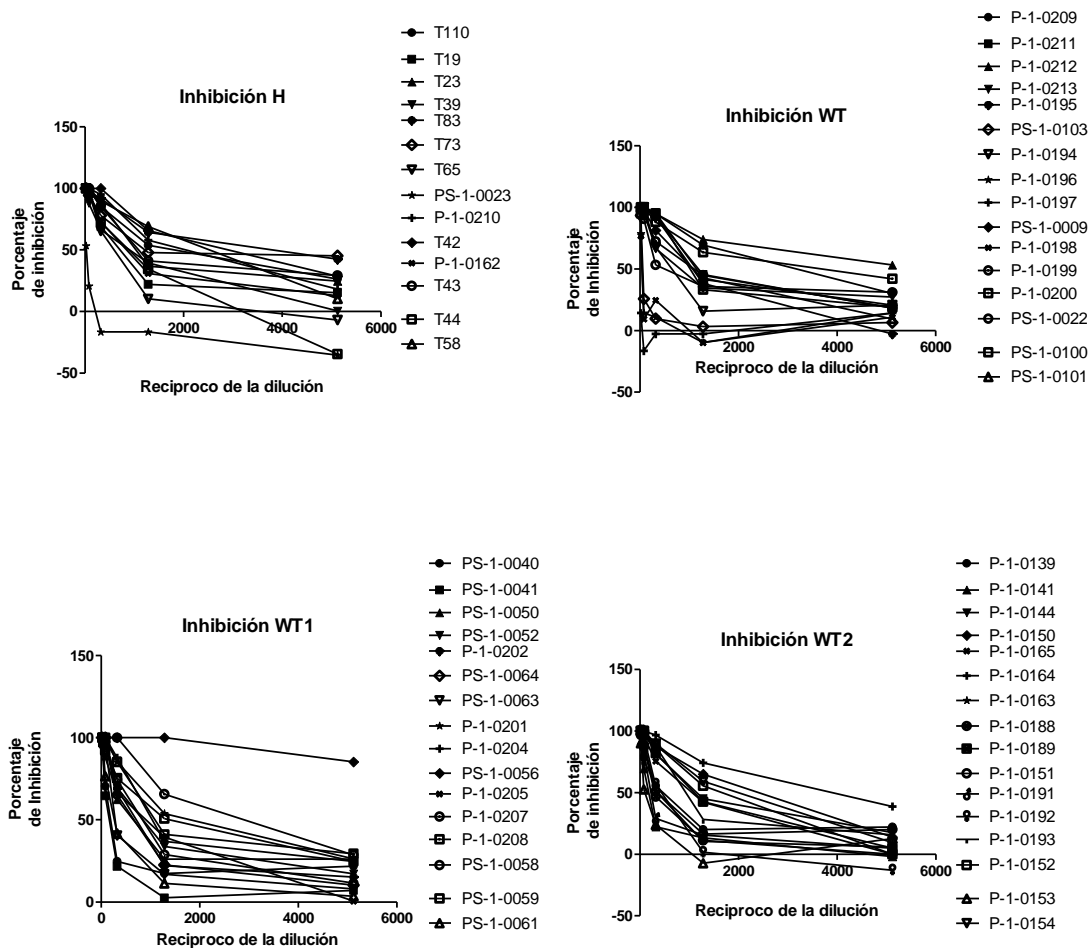 Inhibición H
150
100
50
0
-50
2000
4000
6000
Porcentaje
de inhibición
Reciproco de la dilución
T110
T19
T23
T39
T83
T73
T65
PS-1-0023
P-1-0210
T42
P-1-0162
T43
T44
T58
Inhibición WT
150
100
50
0
-50
2000
4000
6000
Porcentaje
de Inhibición
Reciproco de la dilución
P-1-0209
P-1-0211
P-1-0212
P-1-0213
P-1-0195
PS-1-0103
P-1-0194
P-1-0196
P-1-0197
PS-1-0009
P-1-0198
P-1-0199
P-1-0200
PS-1-0022
PS-1-0100
PS-1-0101
Inhibición WT1
150
100
50
0
0
2000
4000
6000
Porcentaje
de Inhibición
Reciproco de la dilución
PS-1-0040
PS-1-0041
PS-1-0050
PS-1-0052
P-1-0202
PS-1-0064
PS-1-0063
P-1-0201
P-1-0204
PS-1-0056
P-1-0205
P-1-0207
P-1-0208
PS-1-0058
PS-1-0059
PS-1-0061
Inhibición WT2
150
100
50
0
-50
2000
4000
6000
Porcentaje
de inhibición
Reciproco de la dilución
P-1-0139
P-1-0141
P-1-0144
P-1-0150
P-1-0165
P-1-0164
P-1-0163
P-1-0188
P-1-0189
P-1-0151
P-1-0191
P-1-0192
P-1-0193
P-1-0152
P-1-0153
P-1-0154